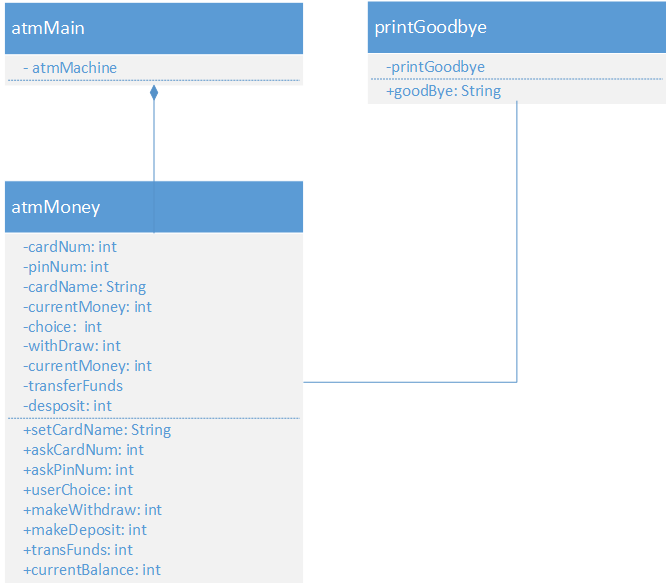 atmMain
- atmMachine
printGoodbye
-printGoodbye
+goodBye: String
atmMoney
-cardNum: int
-pinNum: int
-cardName: String
-currentMoney: int
-choice: int
-withDraw: int
-currentMoney: int
-transferFunds
-desposit: int
+setCardName: String
+askCardNum: int
+askPinNum: int
+userChoice: int
+makeWithdraw: int
+makeDeposit: int
+transFunds: int
+currentBalance: int